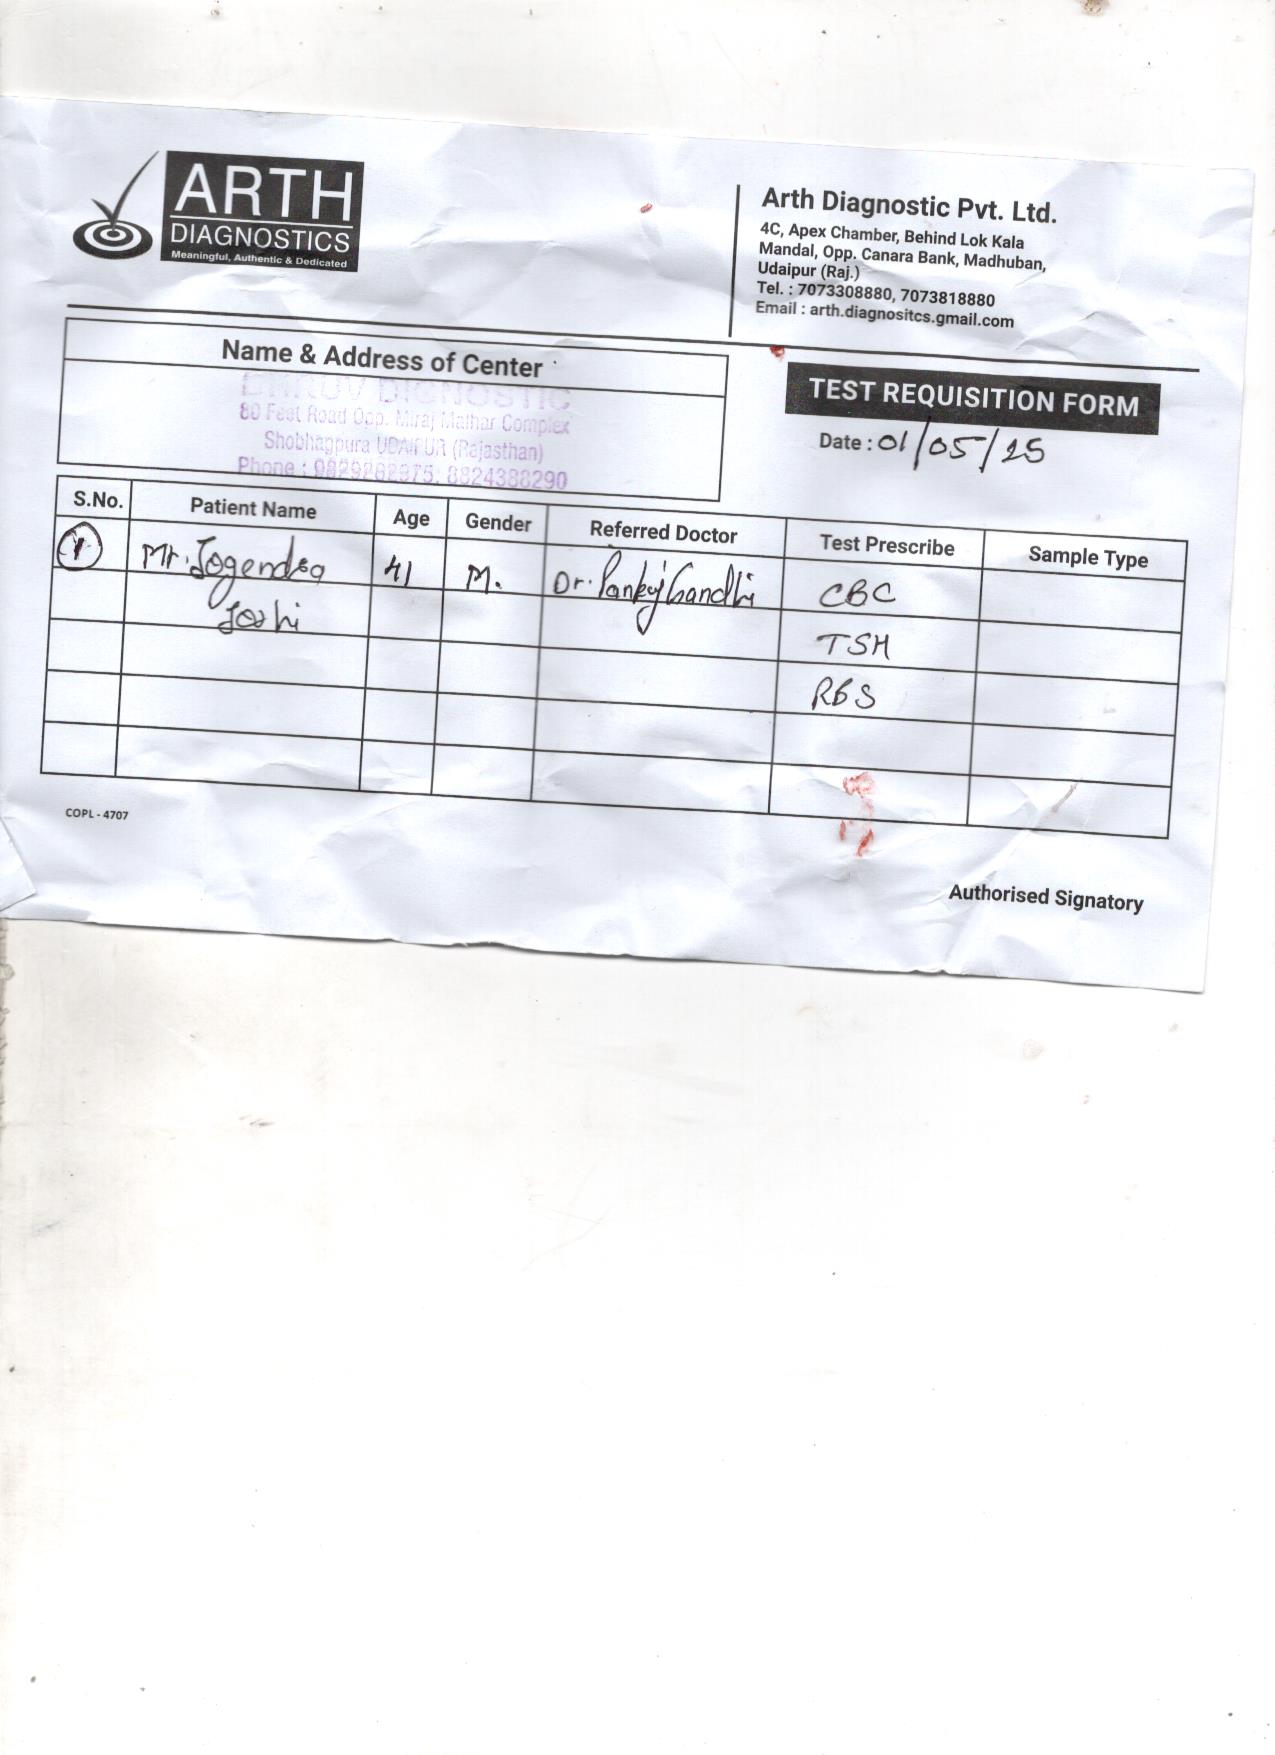 ARTH
DIAGNOSTICS
Meaningful, Authentic & Dedicated
Arth Diagnostic Pvt. Ltd.
4C, Apex Chamber, Behind Lok Kala
Mandal, Opp. Canara Bank, Madhuban,
Udaipur (Raj.)
Tel. : 7073308880, 7073818880
Email : arth.diagnositcs.gmail.com
Name & Address of Center
DHRUV DIGNOSTIC
80 Feet Road Opp. Miraj Malhar Complex
Shobhagpura UDAIPUR (Rajasthan)
Phone : 8824388290
TEST REQUISITION FORM
Date : 01/05/25
S.No. Patient Name Age Gender Referred Doctor Test Prescribe Sample Type
1 Mr. Jogendra 41 M. Dr. Pankaj Gandhi CBC
Joshi TSH
RBS
COPL - 4707
Authorised Signatory